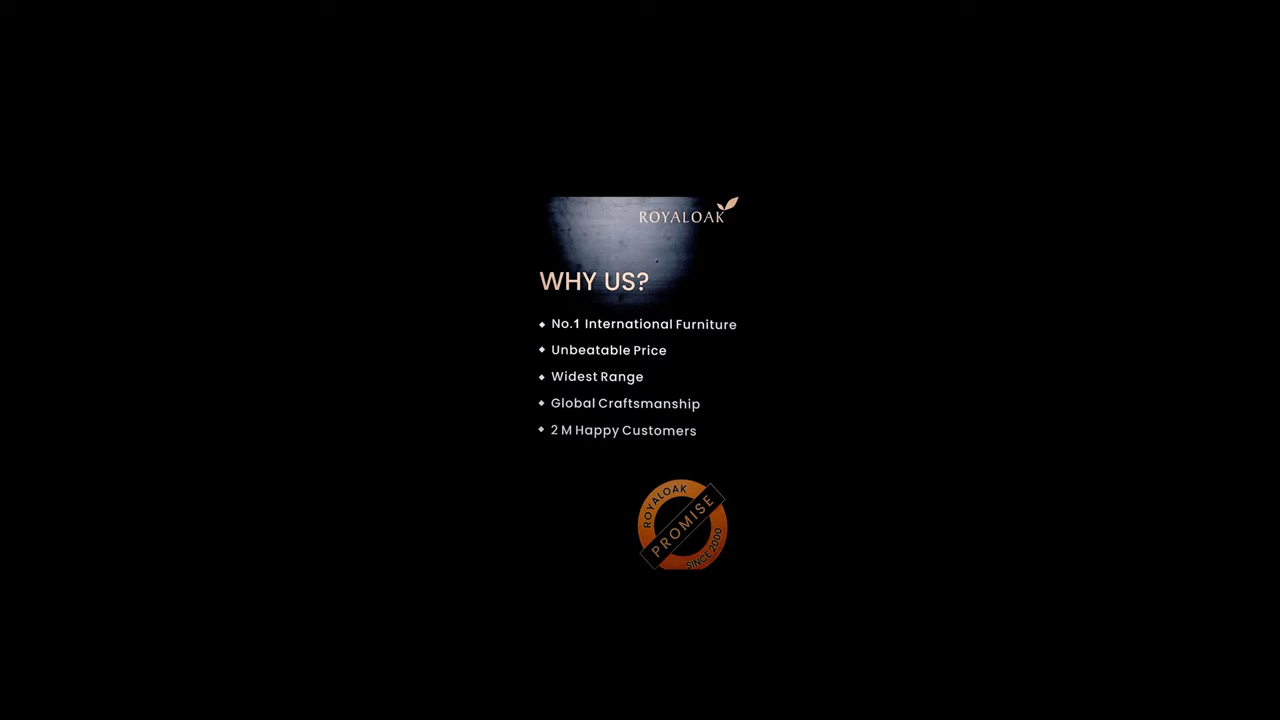 ROYALOAK
WHY US?
No.1 International Furniture
Unbeatable Price
Widest Range
Global Craftsmanship
2 M Happy Customers
ROYALOAK
PROMISE
SINCE 2000